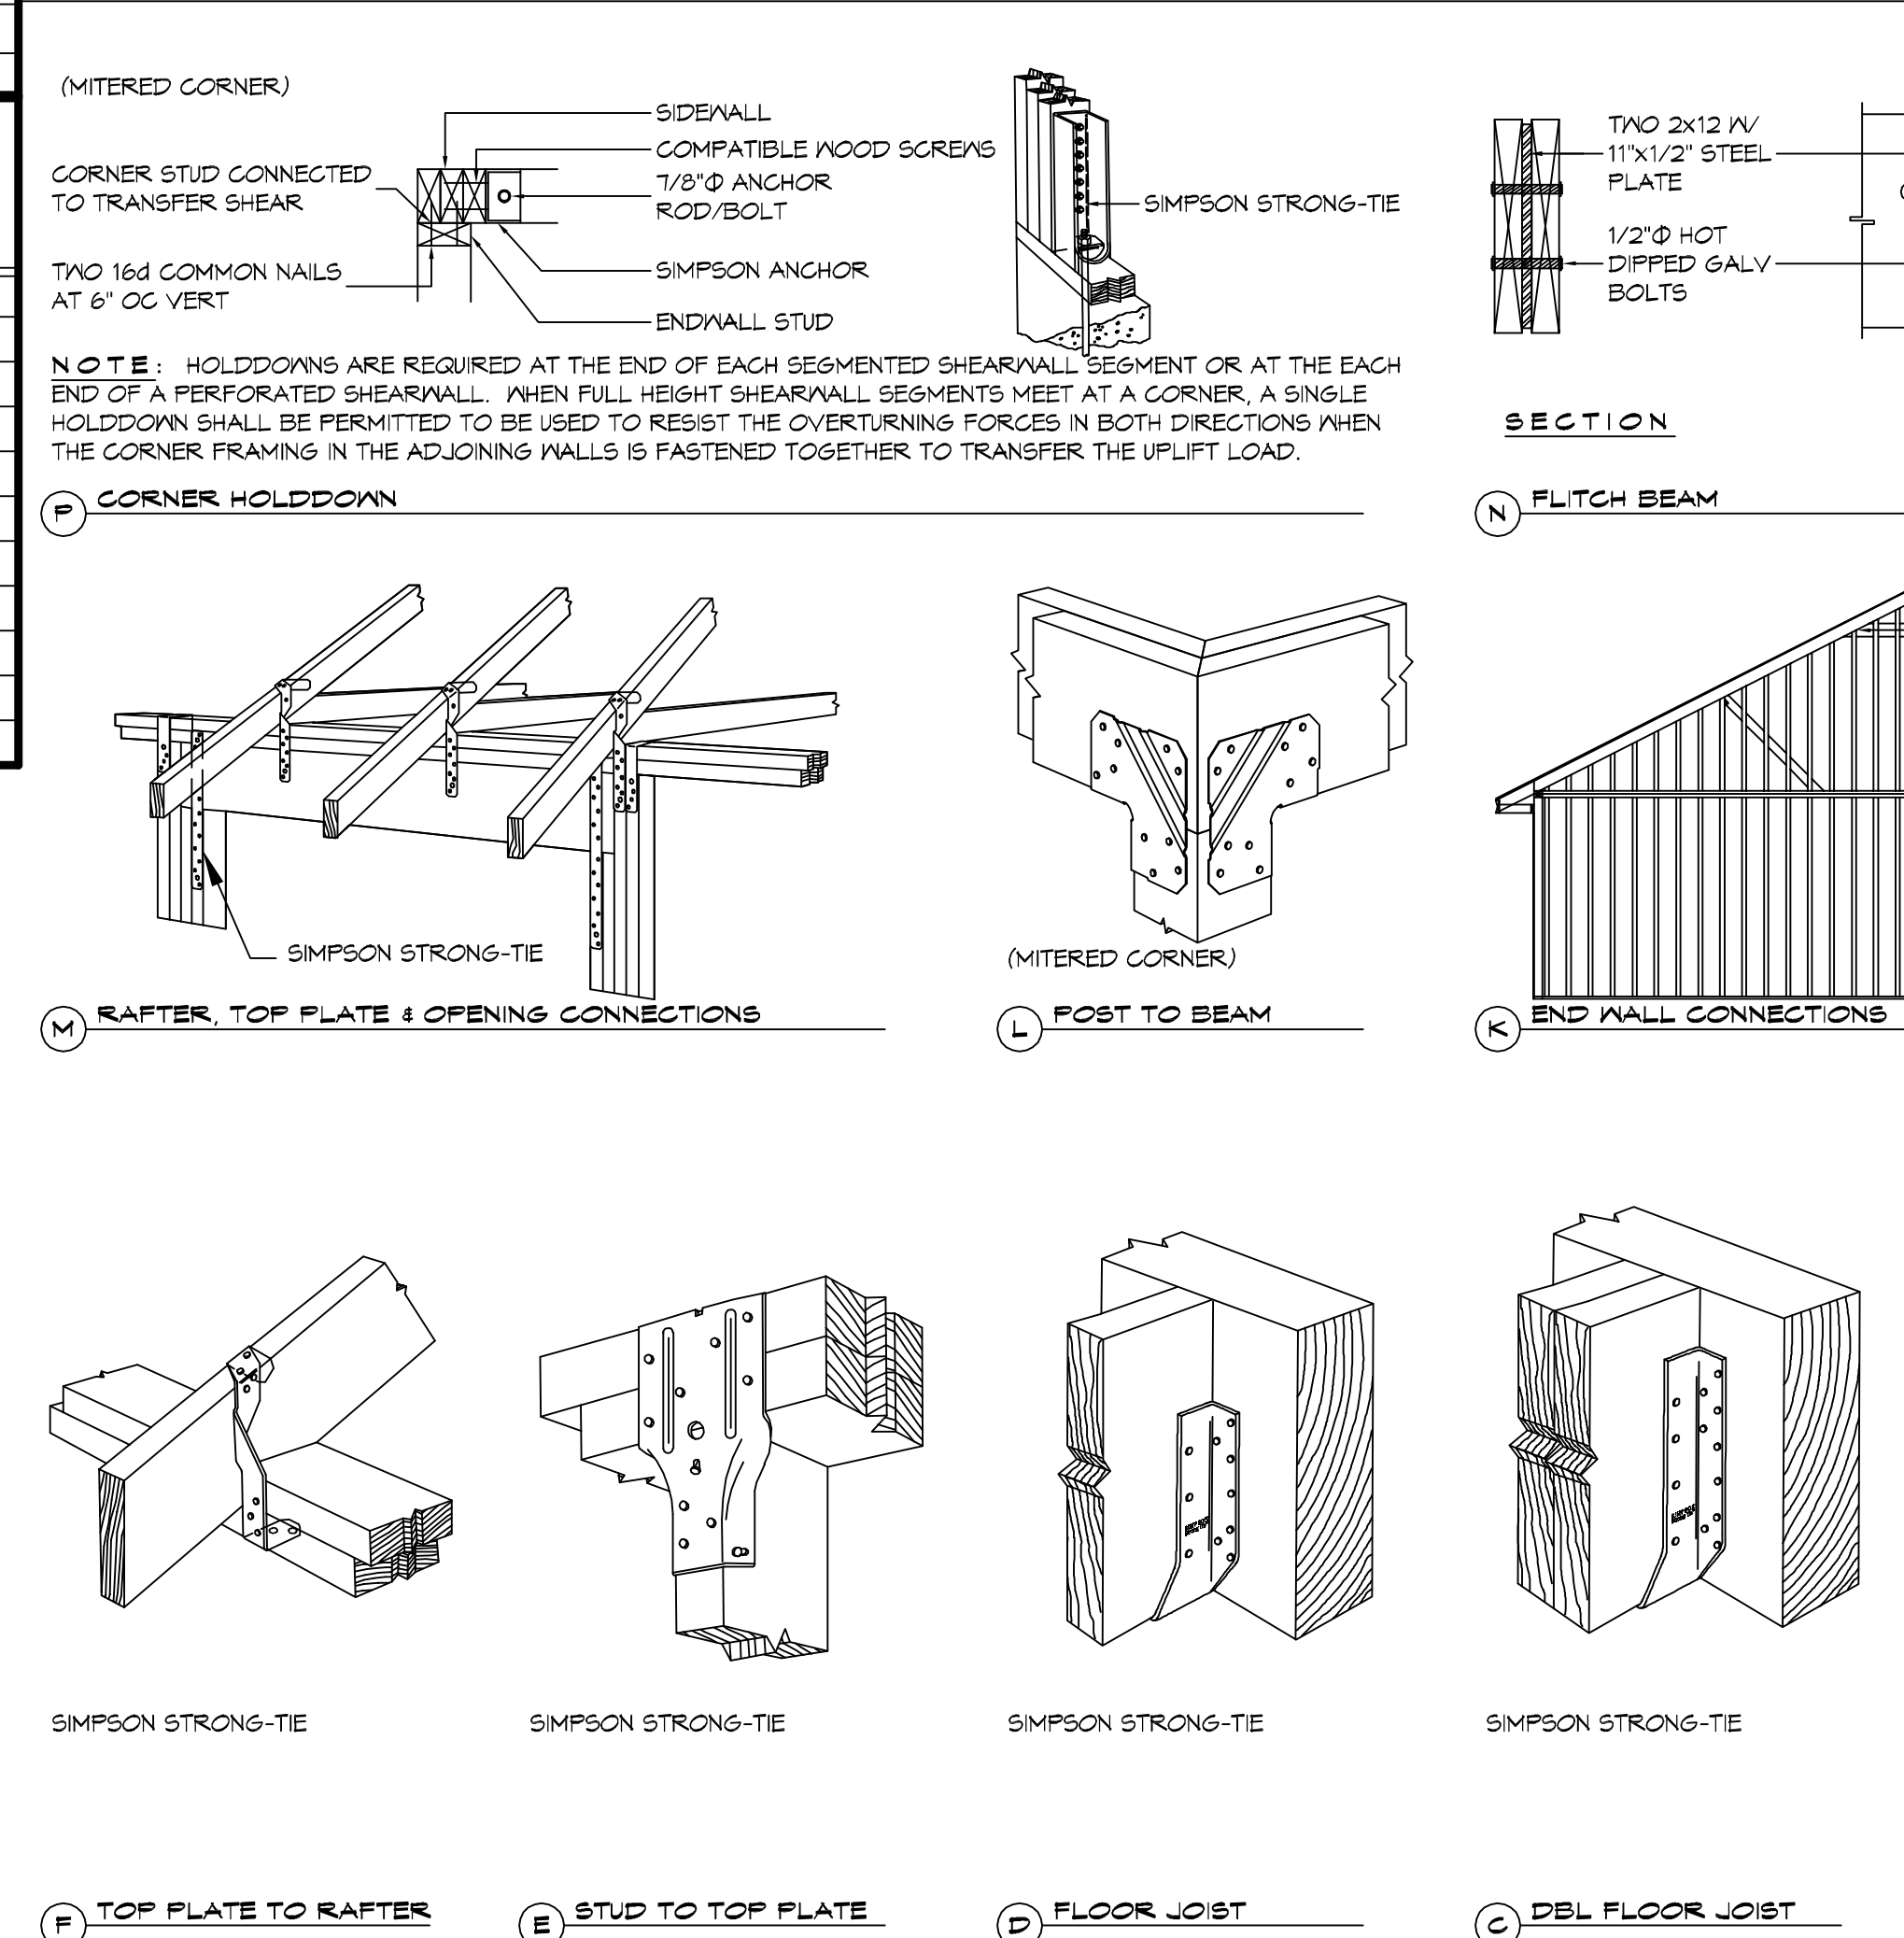 (MITERED CORNER)
SIDEWALL
COMPATIBLE WOOD SCREWS
7/8"Φ ANCHOR
ROD/BOLT
CORNER STUD CONNECTED
TO TRANSFER SHEAR
TWO 16d COMMON NAILS
AT 6" OC VERT
SIMPSON ANCHOR
ENDWALL STUD
SIMPSON STRONG-TIE
NOTE: HOLDDOWNS ARE REQUIRED AT THE END OF EACH SEGMENTED SHEARWALL SEGMENT OR AT THE EACH
END OF A PERFORATED SHEARWALL. WHEN FULL HEIGHT SHEARWALL SEGMENTS MEET AT A CORNER, A SINGLE
HOLDDOWN SHALL BE PERMITTED TO BE USED TO RESIST THE OVERTURNING FORCES IN BOTH DIRECTIONS WHEN
THE CORNER FRAMING IN THE ADJOINING WALLS IS FASTENED TOGETHER TO TRANSFER THE UPLIFT LOAD.
P CORNER HOLDDOWN
TWO 2x12 W/
11"x1/2" STEEL
PLATE
1/2"Φ HOT
DIPPED GALV
BOLTS
SECTION
N FLITCH BEAM
SIMPSON STRONG-TIE
M RAFTER, TOP PLATE & OPENING CONNECTIONS
(MITERED CORNER)
L POST TO BEAM
K END WALL CONNECTIONS
SIMPSON STRONG-TIE
F TOP PLATE TO RAFTER
SIMPSON STRONG-TIE
E STUD TO TOP PLATE
SIMPSON STRONG-TIE
D FLOOR JOIST
SIMPSON STRONG-TIE
C DBL FLOOR JOIST